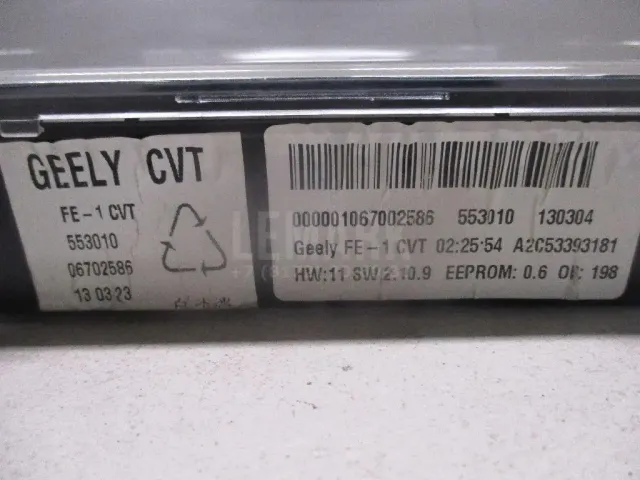 GEELY CVT
FE-1 CVT
553010
06702586
13 03 23
000001067002586 553010 130304
Geely FE-1 CVT 02:25:54 A2C53393181
HW:11 SW:2.10.9 EEPROM: 0.6 OP: 198